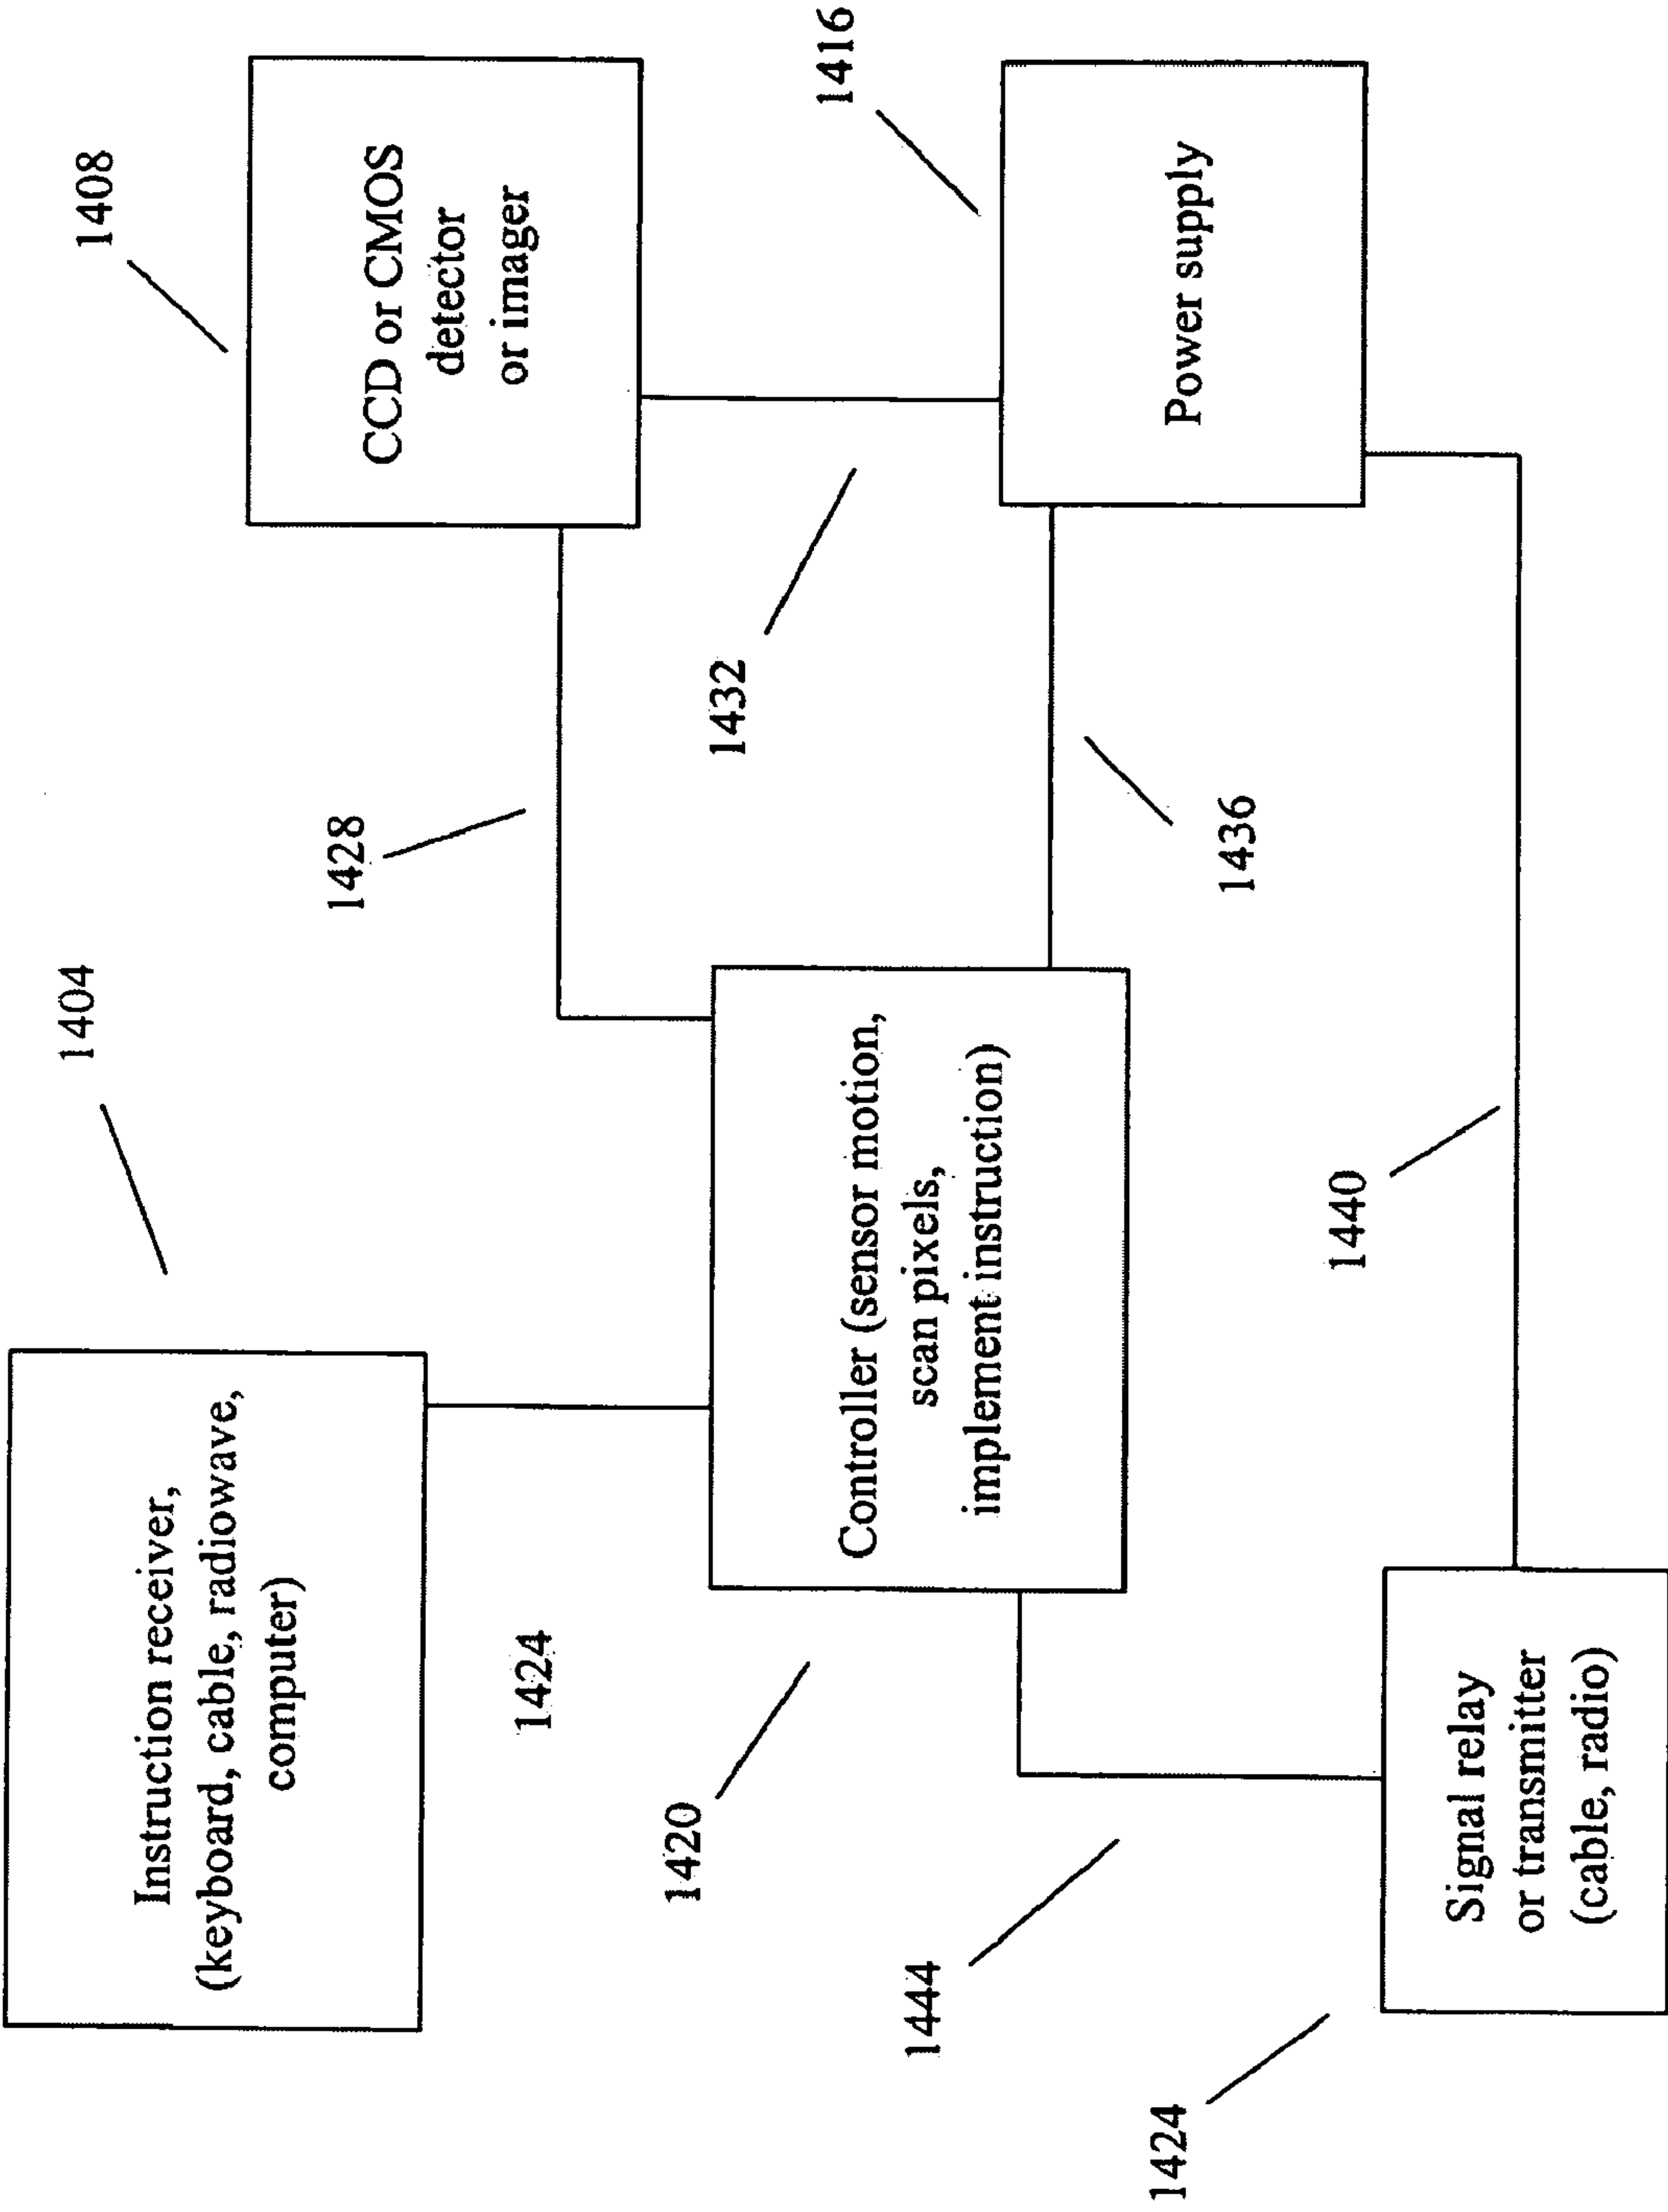 1404
1408
Instruction receiver,
(keyboard, cable, radiowave,
computer)
CCD or CMOS
detector
or imager
1428
1424
1420
1432
1416
Controller (sensor motion,
scan pixels,
implement instruction)
1444
1424
Power supply
1436
1440
Signal relay
or transmitter
(cable, radio)